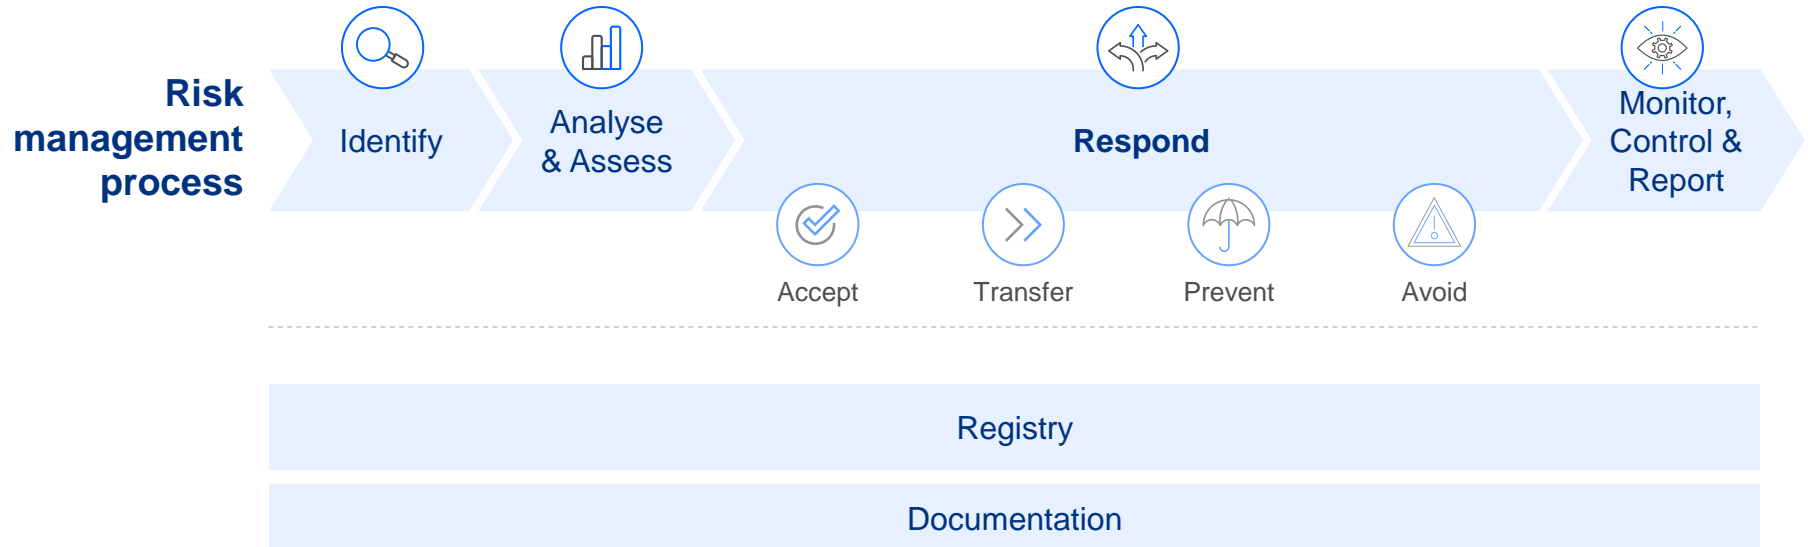 Risk
management
process
Identify
Analyse
& Assess
Respond
Monitor,
Control &
Report
Accept
Transfer
Prevent
Avoid
Registry
Documentation